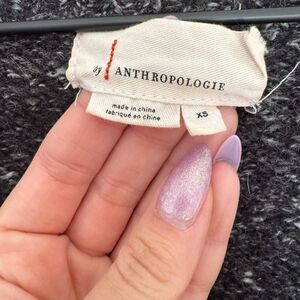 by ANTHROPOLOGIE
made in china
fabriqué en chine
XS